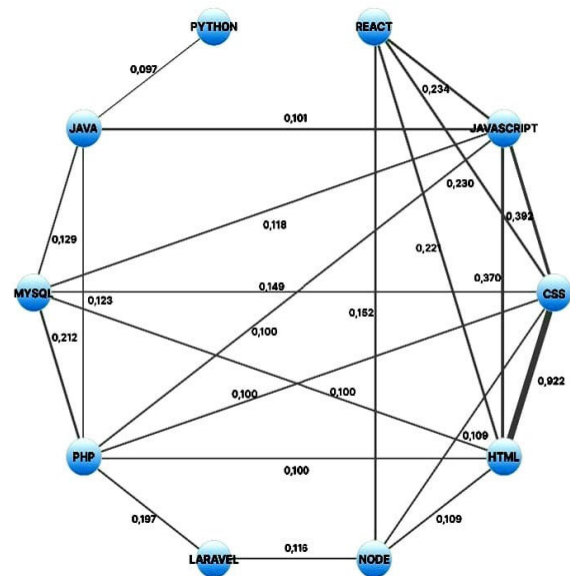 PYTHON
REACT
0,097
0,234
JAVA
0,101
JAVASCRIPT
0,230
0,392
0,118
0,129
0,221
0,370
0,149
MYSQL
CSS
0,123
0,152
0,100
0,212
0,922
0,100
0,100
0,109
PHP
HTML
0,100
0,197
0,109
0,116
LARAVEL
NODE